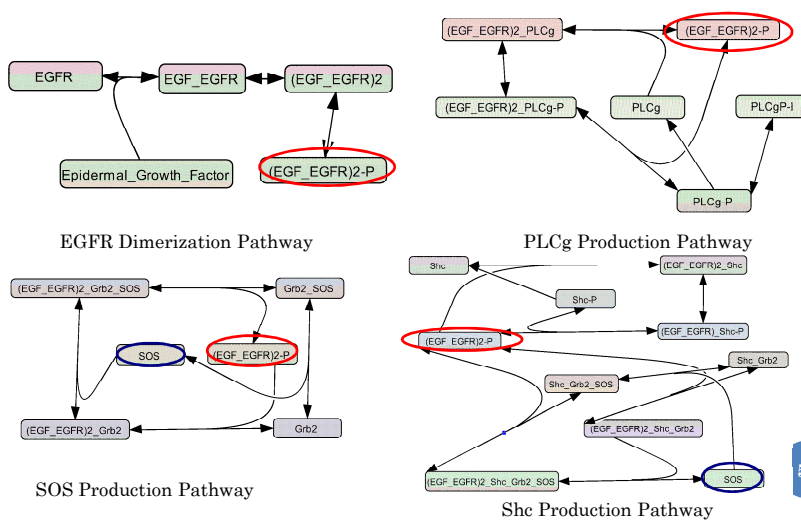 EGFR
EGF_EGFR
(EGF_EGFR)2
Epidermal_Growth_Factor
(EGF_EGFR)2-P
EGFR Dimerization Pathway
(EGF_EGFR)2_PLCg
(EGF_EGFR)2-P
(EGF_EGFR)2_PLCg-P
PLCg
PLCgP-I
PLCg-P
PLCg Production Pathway
(EGF_EGFR)2_Grb2_SOS
Grb2_SOS
SOS
(EGF_EGFR)2-P
(EGF_EGFR)2_Grb2
Grb2
SOS Production Pathway
Shc
(EGF_EGFR)2_Shc
Shc-P
(EGF_EGFR)2-P
(EGF_EGFR)_Shc-P
Shc_Grb2
Shc_Grb2_SOS
(EGF_EGFR)2_Shc_Grb2
(EGF_EGFR)2_Shc_Grb2_SOS
SOS
Shc Production Pathway